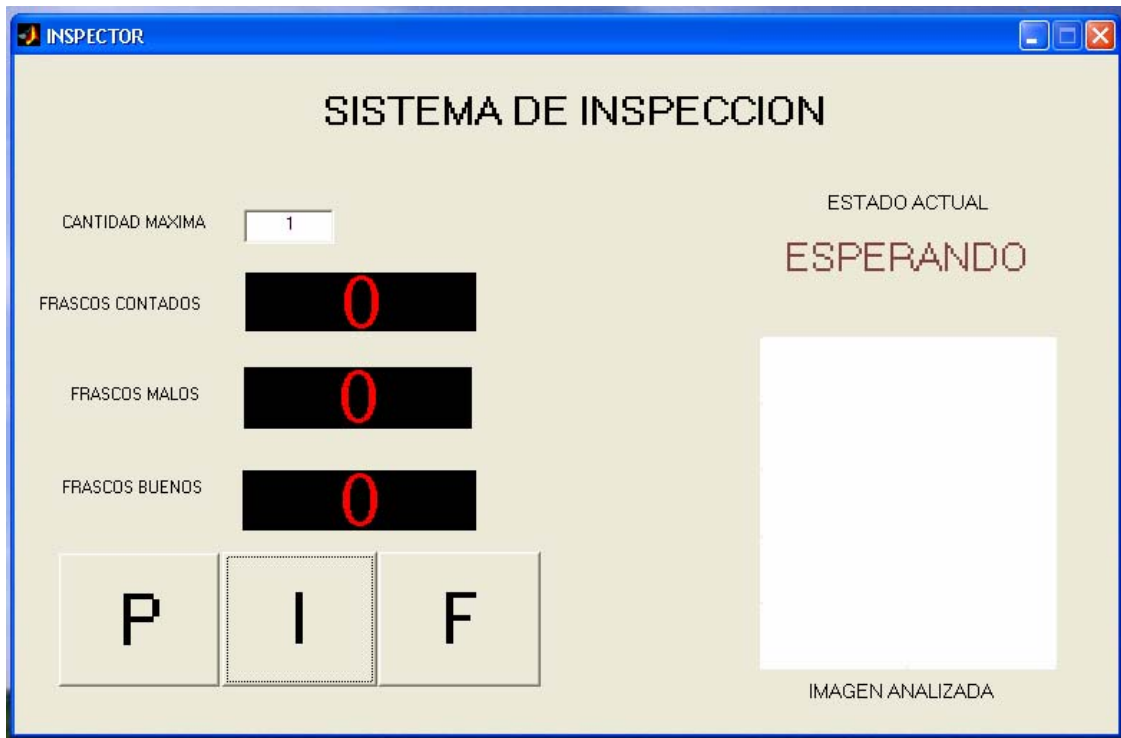 INSPECTOR
SISTEMA DE INSPECCION
CANTIDAD MAXIMA 1
FRASCOS CONTADOS 0
FRASCOS MALOS 0
FRASCOS BUENOS 0
P I F
ESTADO ACTUAL
ESPERANDO
IMAGEN ANALIZADA